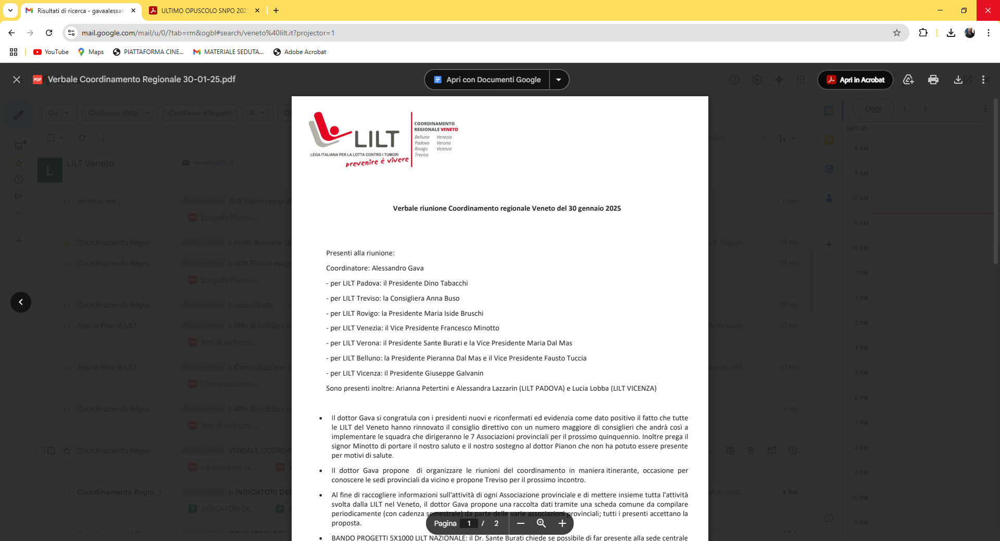 Risultati di ricerca - gavaalessan
ULTIMO OPUSCOLO SNPO 2025
mail.google.com/mail/u/0/?tab=rm&ogbl#search/veneto%40lilt.it?projector=1
YouTube
Maps
PIATTAFORMA CINE...
MATERIALE SEDUTA...
Adobe Acrobat
PDF
Verbale Coordinamento Regionale 30-01-25.pdf
Apri con Documenti Google
Apri in Acrobat
Da
Qualsiasi data
Contiene allegato
A
Oggi
GMT+01
L
LILT Veneto
veneto@lilt.it
venezia, me 2
Posta in arrivo
dott Pianon epigraf
2 mar
Epigrafe Pianon...
Coordinamento Regio.
Posta in arrivo
I: Invito Riunione Gr
Ogget...
26 feb
Coordinamento Regio.
Posta in arrivo
I: dott Pianon epigr
26 feb
Epigrafe Pianon...
Coordinamento Regio.
Posta in arrivo
I: comunicato - ----
Ass.ne Prov.le LILT.
Posta in arrivo
I: Atto di indirizzo n.
federazion...
10 feb
Atto di indirizzo ...
Ass.ne Prov.le LILT.
Posta in arrivo
I: Comunicazione -
mento dell'
10 feb
Comunicazione ...
Coordinamento Regio.
Posta in arrivo
I: Atto di indirizzo n.
6 feb
Atto di indirizzo ...
Coordinamento Regio.
Posta in arrivo
VERBALE COORDIN
La salute nel pi...
Coordinamento Regio. 3
Posta in arrivo
I: INDICATORI DEL
aluti. Dott...
6 feb
INDICATORI DE...
8 AM
9 AM
10 AM
11 AM
12 PM
1 PM
2 PM
3 PM
4 PM
5 PM
6 PM
7 PM
8 PM
9 PM
10 PM
11 PM
LILT
LEGA ITALIANA PER LA LOTTA CONTRO I TUMORI
prevenire è vivere
COORDINAMENTO
REGIONALE VENETO
Belluno Venezia
Padova Verona
Rovigo Vicenza
Treviso
Verbale riunione Coordinamento regionale Veneto del 30 gennaio 2025
Presenti alla riunione:
Coordinatore: Alessandro Gava
- per LILT Padova: il Presidente Dino Tabacchi
- per LILT Treviso: la Consigliera Anna Buso
- per LILT Rovigo: la Presidente Maria Iside Bruschi
- per LILT Venezia: il Vice Presidente Francesco Minotto
- per LILT Verona: il Presidente Sante Burati e la Vice Presidente Maria Dal Mas
- per LILT Belluno: la Presidente Pieranna Dal Mas e il Vice Presidente Fausto Tuccia
- per LILT Vicenza: il Presidente Giuseppe Galvanin
Sono presenti inoltre: Arianna Petertini e Alessandra Lazzarin (LILT PADOVA) e Lucia Lobba (LILT VICENZA)
• Il dottor Gava si congratula con i presidenti nuovi e riconfermati ed evidenzia come dato positivo il fatto che tutte
le LILT del Veneto hanno rinnovato il consiglio direttivo con un numero maggiore di consiglieri che andrà così a
implementare le squadra che dirigeranno le 7 Associazioni provinciali per il prossimo quinquennio. Inoltre prega il
signor Minotto di portare il nostro saluto e il nostro sostegno al dottor Pianon che non ha potuto essere presente
per motivi di salute.
• Il dottor Gava propone di organizzare le riunioni del coordinamento in maniera itinerante, occasione per
conoscere le sedi provinciali da vicino e propone Treviso per il prossimo incontro.
• Al fine di raccogliere informazioni sull'attività di ogni Associazione provinciale e di mettere insieme tutta l'attività
svolta dalla LILT nel Veneto, il dottor Gava propone una raccolta dati tramite una scheda comune da compilare
periodicamente (con cadenza semestrale) da parte delle varie associazioni provinciali; tutti i presenti accettano la
proposta.
• BANDO PROGETTI 5X1000 LILT NAZIONALE: il Dr. Sante Burati chiede se possibile di far presente alla sede centrale
Pagina 1 / 2